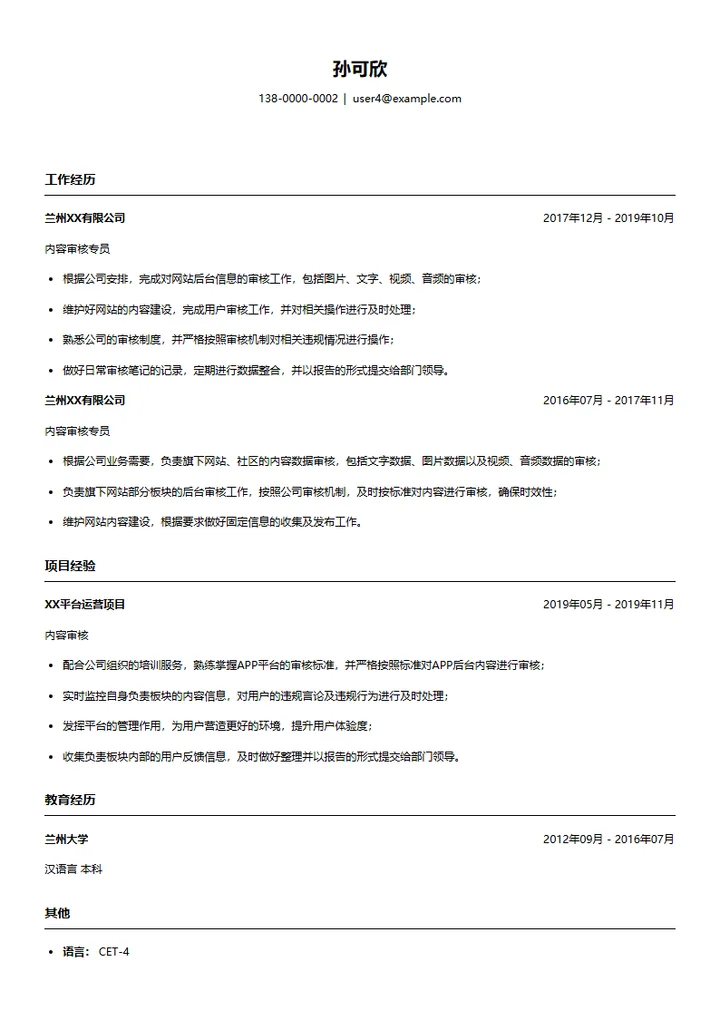 孙可欣
138-0000-0002 | user4@example.com
工作经历
兰州XX有限公司 2017年12月 - 2019年10月
内容审核专员
• 根据公司安排，完成对网站后台信息的审核工作，包括图片、文字、视频、音频的审核；
• 维护好网站的内容建设，完成用户审核工作，并对相关操作进行及时处理；
• 熟悉公司的审核制度，并严格按照审核机制对相关违规情况进行操作；
• 做好日常审核笔记的记录，定期进行数据整合，并以报告的形式提交给部门领导。
兰州XX有限公司 2016年07月 - 2017年11月
内容审核专员
• 根据公司业务需要，负责旗下网站、社区的内容数据审核，包括文字数据、图片数据以及视频、音频数据的审核；
• 负责旗下网站部分板块的后台审核工作，按照公司审核机制，及时按标准对内容进行审核，确保时效性；
• 维护网站内容建设，根据要求做好固定信息的收集及发布工作。
项目经验
XX平台运营项目 2019年05月 - 2019年11月
内容审核
• 配合公司组织的培训服务，熟练掌握APP平台的审核标准，并严格按照标准对APP后台内容进行审核；
• 实时监控自身负责板块的内容信息，对用户的违规言论及违规行为进行及时处理；
• 发挥平台的管理作用，为用户营造更好的环境，提升用户体验度；
• 收集负责板块内部的用户反馈信息，及时做好整理并以报告的形式提交给部门领导。
教育经历
兰州大学 2012年09月 - 2016年07月
汉语言 本科
其他
• 语言： CET-4